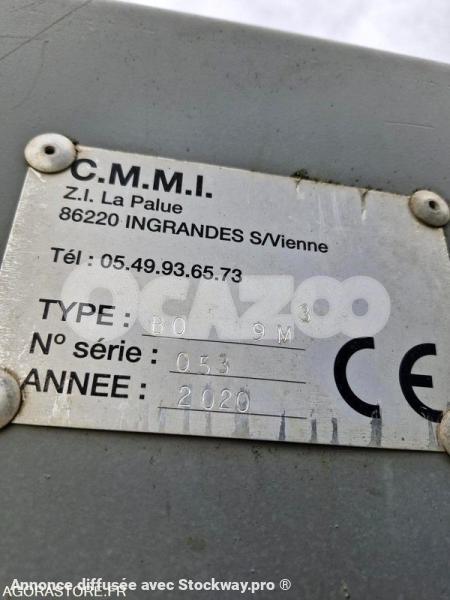 C.M.M.I.
Z.I. La Palue
86220 INGRANDES S/Vienne
Tél : 05.49.93.65.73
OCAZOO
TYPE : BO 9M³
N° série : 053
ANNEE : 2020
CE
Annonce diffusée avec Stockway.pro ®
AGORASTORE.FR